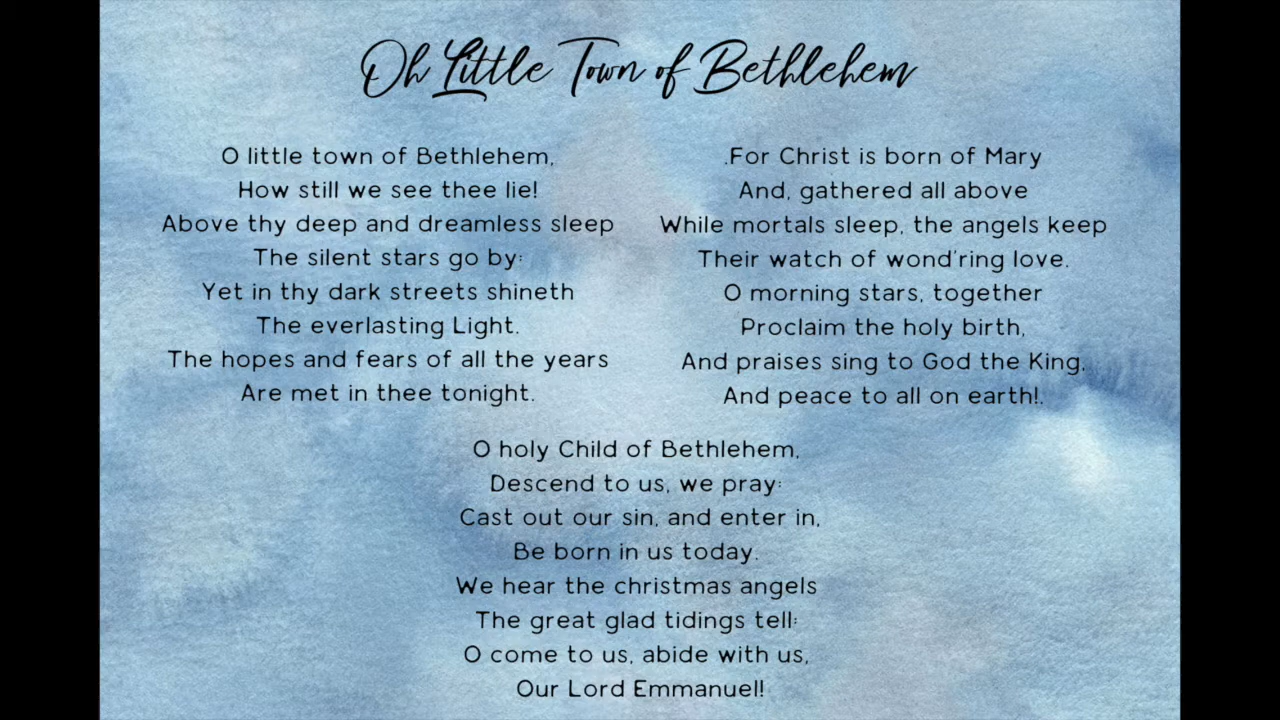 Oh Little Town of Bethlehem
O little town of Bethlehem,
How still we see thee lie!
Above thy deep and dreamless sleep
The silent stars go by:
Yet in thy dark streets shineth
The everlasting Light.
The hopes and fears of all the years
Are met in thee tonight.
.For Christ is born of Mary
And, gathered all above
While mortals sleep, the angels keep
Their watch of wond'ring love.
O morning stars, together
Proclaim the holy birth,
And praises sing to God the King,
And peace to all on earth!.
O holy Child of Bethlehem,
Descend to us, we pray:
Cast out our sin, and enter in,
Be born in us today.
We hear the christmas angels
The great glad tidings tell:
O come to us, abide with us,
Our Lord Emmanuel!